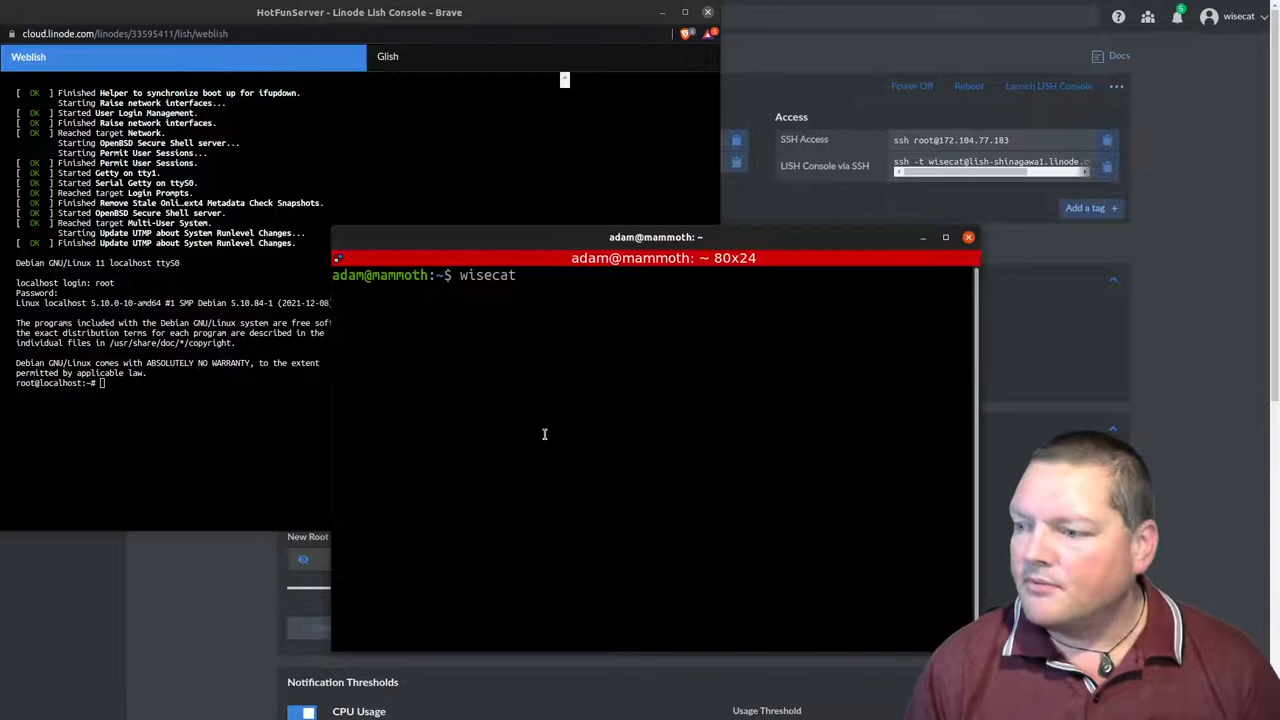 HotFunServer - Linode Lish Console - Brave
cloud.linode.com/linodes/33595411/lish/weblish
Weblish
Glish
[ OK ] Finished Helper to synchronize boot up for ifupdown.
Starting Raise network interfaces...
[ OK ] Started User Login Management.
[ OK ] Finished Raise network interfaces.
[ OK ] Reached target Network.
Starting OpenBSD Secure Shell server...
Starting Permit User Sessions...
[ OK ] Finished Permit User Sessions.
[ OK ] Started Getty on tty1.
[ OK ] Started Serial Getty on ttyS0.
[ OK ] Reached target Login Prompts.
[ OK ] Finished Remove Stale Onli…ext4 Metadata Check Snapshots.
[ OK ] Started OpenBSD Secure Shell server.
[ OK ] Reached target Multi-User System.
Starting Update UTMP about System Runlevel Changes...
[ OK ] Finished Update UTMP about System Runlevel Changes.
Debian GNU/Linux 11 localhost ttyS0
localhost login: root
Password:
Linux localhost 5.10.0-10-amd64 #1 SMP Debian 5.10.84-1 (2021-12-08)
The programs included with the Debian GNU/Linux system are free sof
the exact distribution terms for each program are described in the
individual files in /usr/share/doc/*/copyright.
Debian GNU/Linux comes with ABSOLUTELY NO WARRANTY, to the extent
permitted by applicable law.
root@localhost:~#
5
wisecat
Docs
Power Off
Reboot
Launch LISH Console
Access
SSH Access
ssh root@172.104.77.183
LISH Console via SSH
ssh -t wisecat@lish-shinagawa1.linode.c
Add a tag +
adam@mammoth: ~
adam@mammoth: ~ 80x24
adam@mammoth:~$ wisecat
New Root
Notification Thresholds
CPU Usage
Usage Threshold